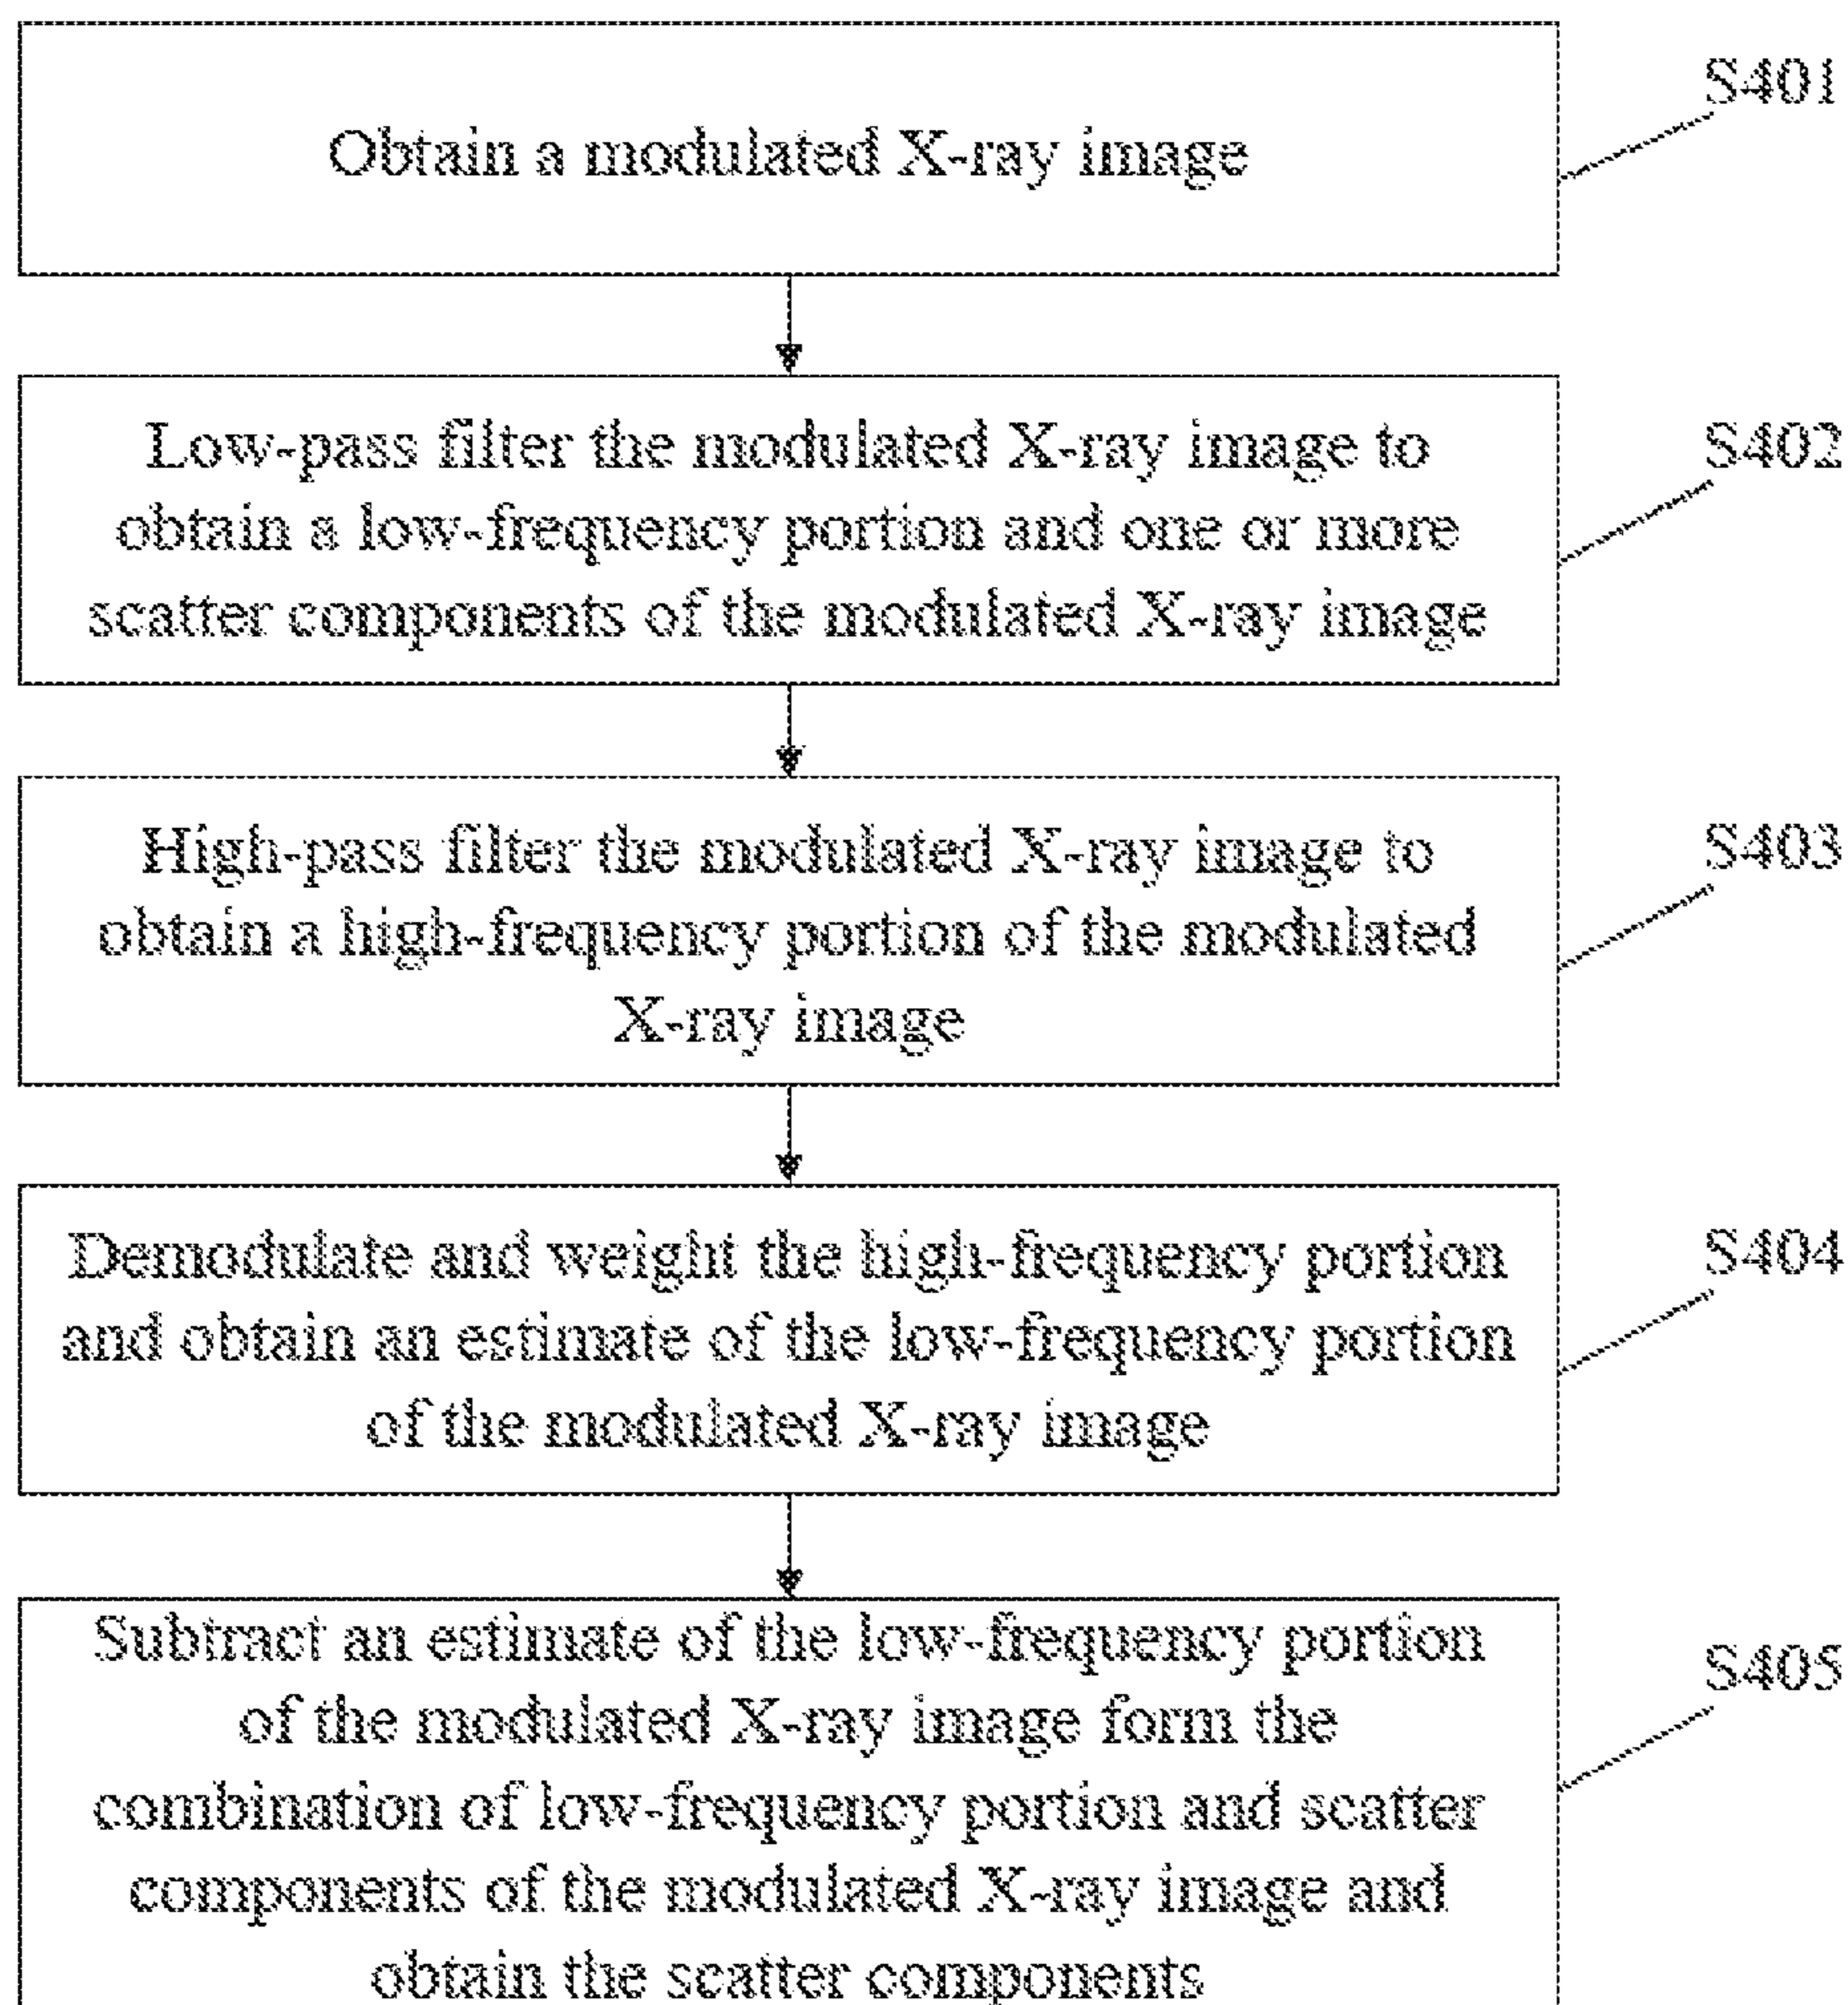 Obtain a modulated X-ray image
S401
Low-pass filter the modulated X-ray image to
obtain a low-frequency portion and one or more
scatter components of the modulated X-ray image
S402
High-pass filter the modulated X-ray image to
obtain a high-frequency portion of the modulated
X-ray image
S403
Demodulate and weight the high-frequency portion
and obtain an estimate of the low-frequency portion
of the modulated X-ray image
S404
Subtract an estimate of the low-frequency portion
of the modulated X-ray image form the
combination of low-frequency portion and scatter
components of the modulated X-ray image and
obtain the scatter components
S405